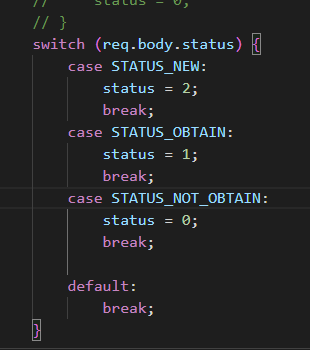 //      status = 0;
// }
switch (req.body.status) {
    case STATUS_NEW:
        status = 2;
        break;
    case STATUS_OBTAIN:
        status = 1;
        break;
    case STATUS_NOT_OBTAIN:
        status = 0;
        break;

    default:
        break;
}